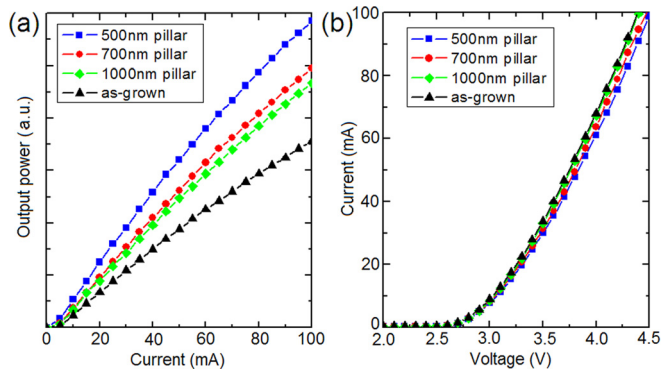 (a)
500nm pillar
700nm pillar
1000nm pillar
as-grown
Output power (a.u.)
0 20 40 60 80 100
Current (mA)
(b)
500nm pillar
700nm pillar
1000nm pillar
as-grown
Current (mA)
100
80
60
40
20
0
2.0 2.5 3.0 3.5 4.0 4.5
Voltage (V)